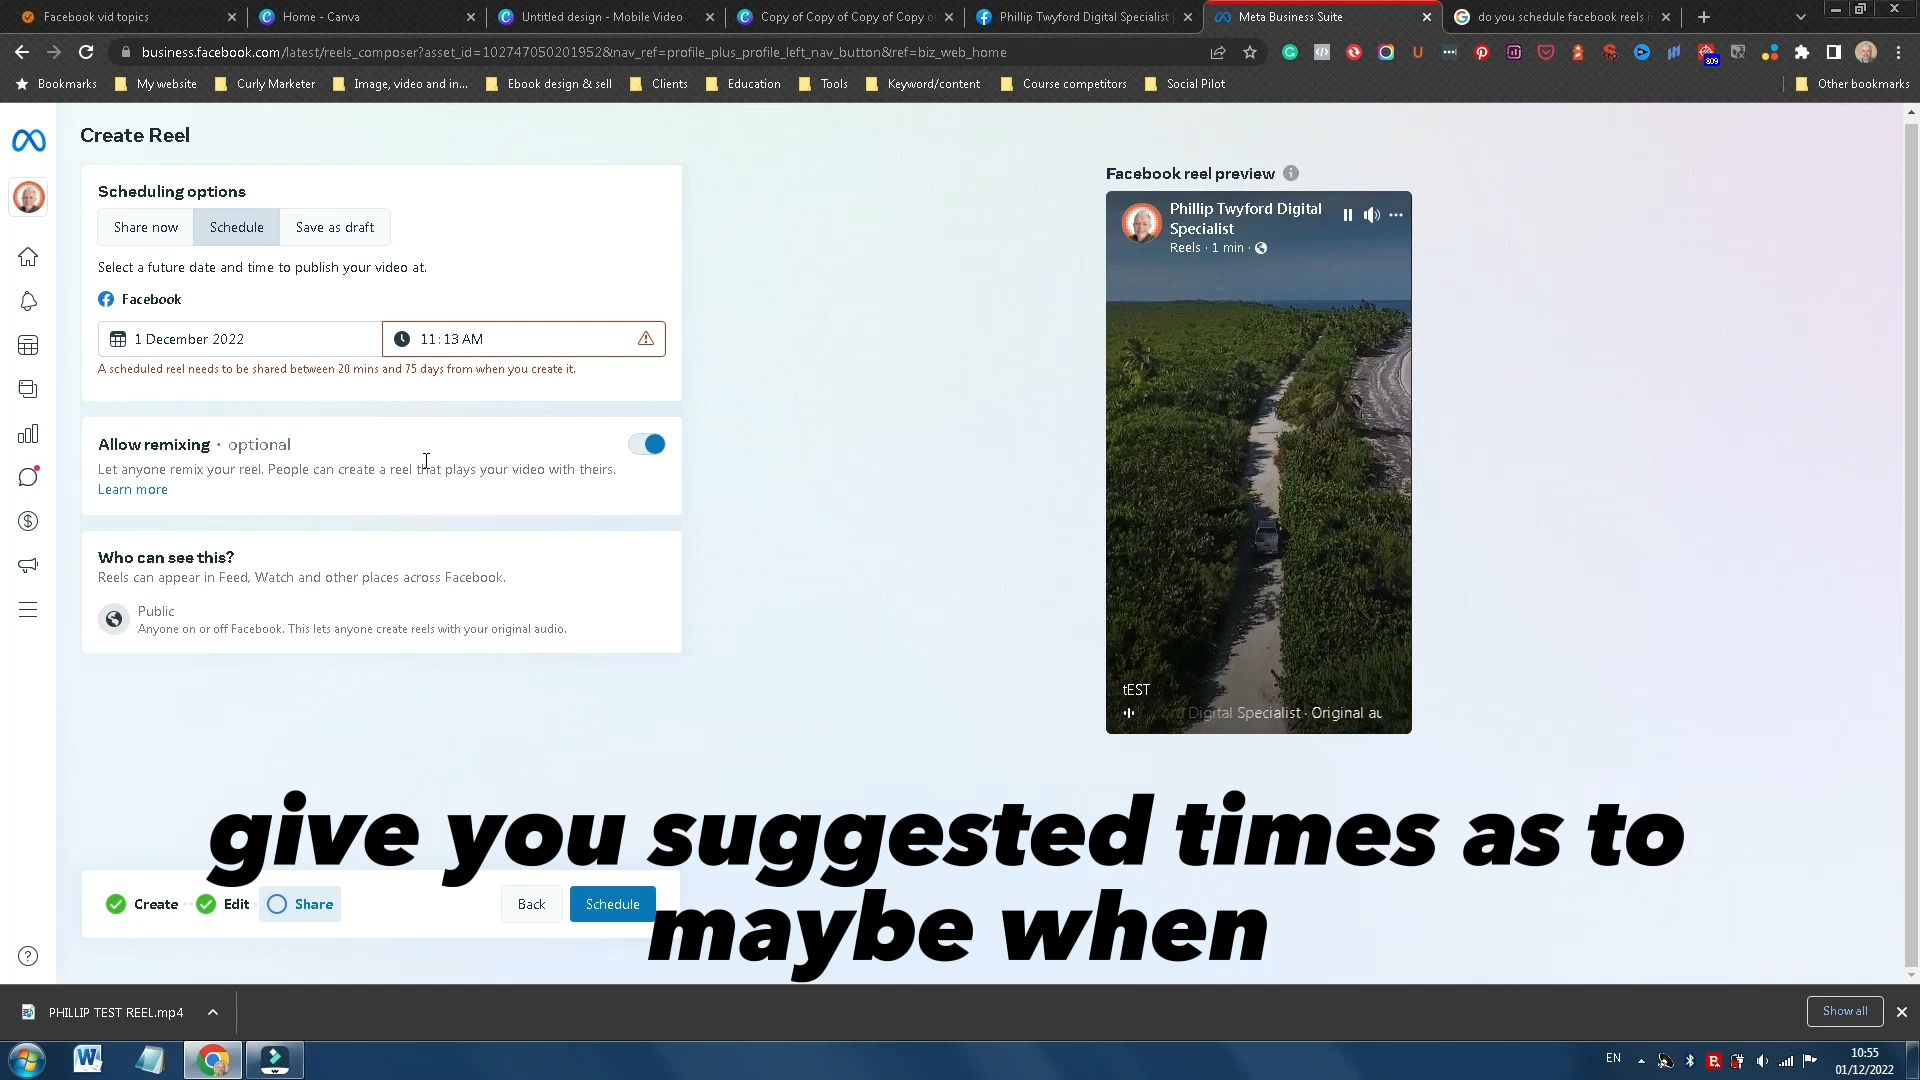 Facebook vid topics
Home - Canva
Untitled design - Mobile Video
Copy of Copy of Copy of Copy o
Phillip Twyford Digital Specialist
Meta Business Suite
do you schedule facebook reels i
business.facebook.com/latest/reels_composer?asset_id=102747050201952&nav_ref=profile_plus_profile_left_nav_button&ref=biz_web_home
809
Bookmarks
My website
Curly Marketer
Image, video and in...
Ebook design & sell
Clients
Education
Tools
Keyword/content
Course competitors
Social Pilot
Other bookmarks
Create Reel
Scheduling options
Share now
Schedule
Save as draft
Select a future date and time to publish your video at.
Facebook
1 December 2022
11:13 AM
A scheduled reel needs to be shared between 20 mins and 75 days from when you create it.
Allow remixing · optional
Let anyone remix your reel. People can create a reel that plays your video with theirs.
Learn more
Who can see this?
Reels can appear in Feed, Watch and other places across Facebook.
Public
Anyone on or off Facebook. This lets anyone create reels with your original audio.
Facebook reel preview
Phillip Twyford Digital
Specialist
Reels · 1 min ·
tEST
Digital Specialist · Original au
give you suggested times as to
maybe when
Create
Edit
Share
Back
Schedule
PHILLIP TEST REEL.mp4
Show all
EN
10:55
01/12/2022